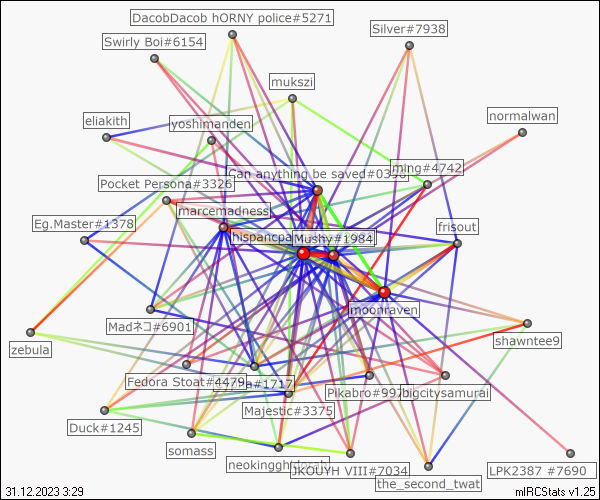 DacobDacob hORNY police#5271
Silver#7938
Swirly Boi#6154
mukszi
normalwan
eliakith
yoshimanden
Can anything be saved#0
ming#4742
Pocket Persona#3326
marcemadness
Eg.Master#1378
frisout
hispancpa
Mushy#1984
moonraven
Madネコ#6901
shawntee9
zebula
Fedora Stoat#4479
#1717
Pikabro#997
bigcitysamurai
Majestic#3375
Duck#1245
somass
neokingghidorah
JKOUYH VIII#7034
LPK2387 #7690
the_second_twat
31.12.2023 3:29
mIRCStats v1.25